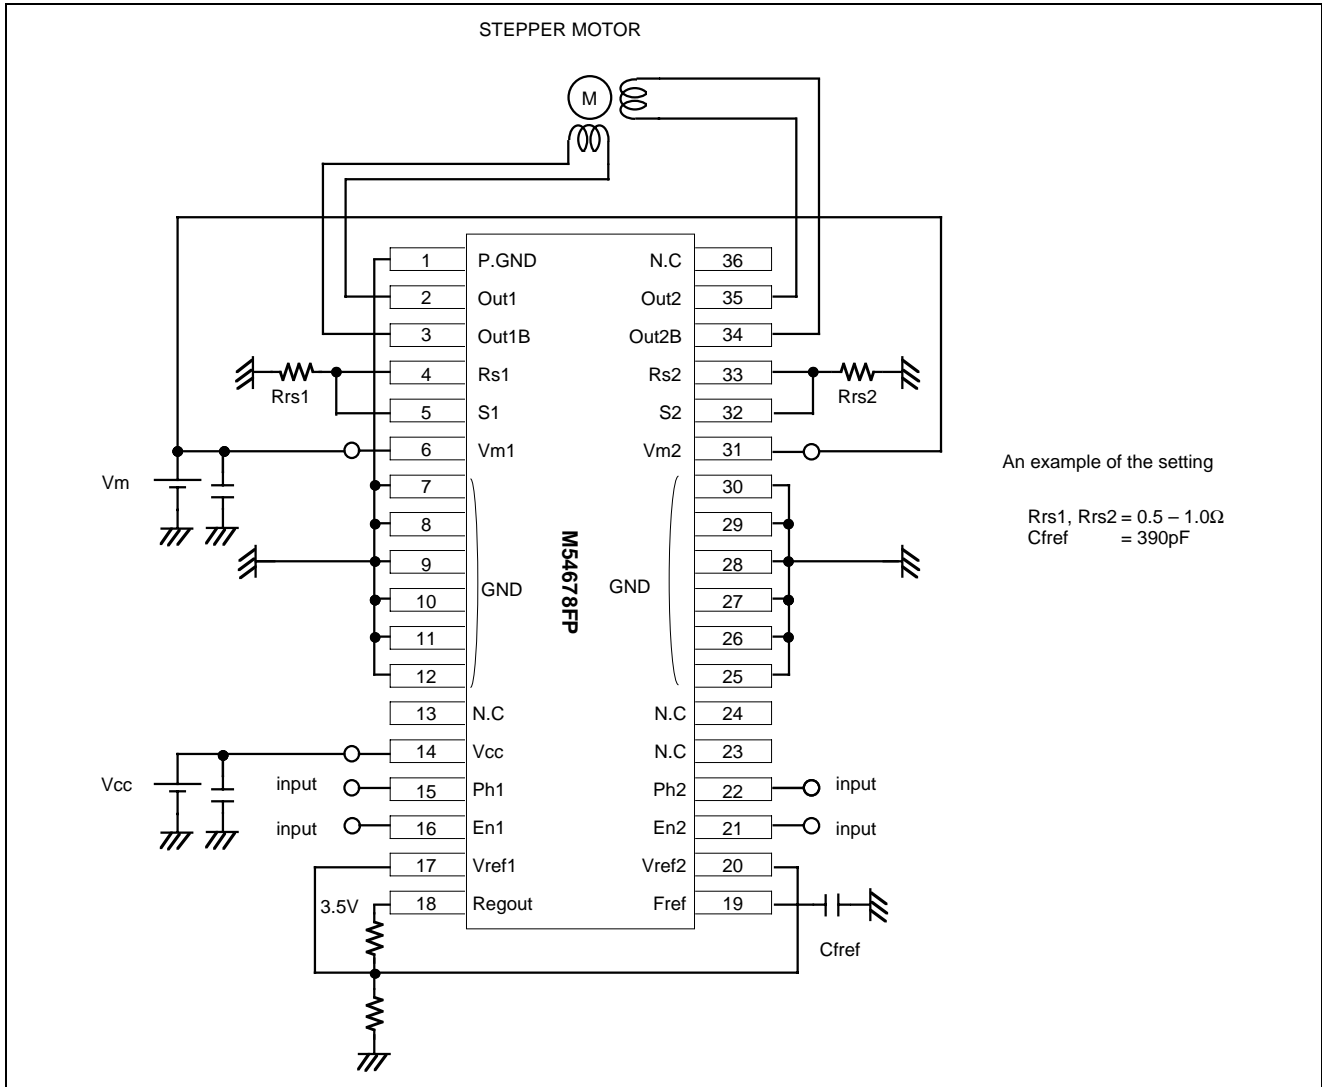 STEPPER MOTOR
M
1 P.GND N.C 36
2 Out1 Out2 35
3 Out1B Out2B 34
4 Rs1 Rs2 33
Rrs1 Rrs2
5 S1 S2 32
6 Vm1 Vm2 31
Vm
7 30
8 29
9 28
GND GND
10 27
11 26
12 25
M54678FP
13 N.C N.C 24
14 Vcc N.C 23
Vcc
input 15 Ph1 Ph2 22 input
input 16 En1 En2 21 input
17 Vref1 Vref2 20
3.5V 18 Regout Fref 19
Cfref
An example of the setting
Rrs1, Rrs2 = 0.5 – 1.0Ω
Cfref = 390pF